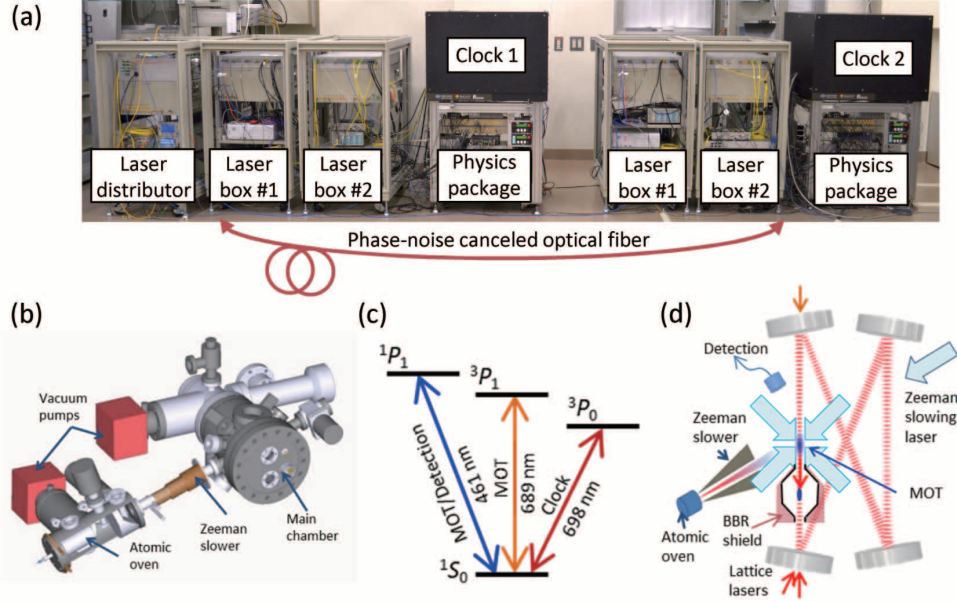 (a)
Clock 1
Clock 2
Laser
distributor
Laser
box #1
Laser
box #2
Physics
package
Laser
box #1
Laser
box #2
Physics
package
Phase-noise canceled optical fiber
(b)
Vacuum
pumps
Atomic
oven
Zeeman
slower
Main
chamber
(c)
¹P₁
³P₁
³P₀
MOT/Detection
461 nm
MOT
689 nm
Clock
698 nm
¹S₀
(d)
Detection
Zeeman
slower
Zeeman
slowing
laser
MOT
Atomic
oven
BBR
shield
Lattice
lasers